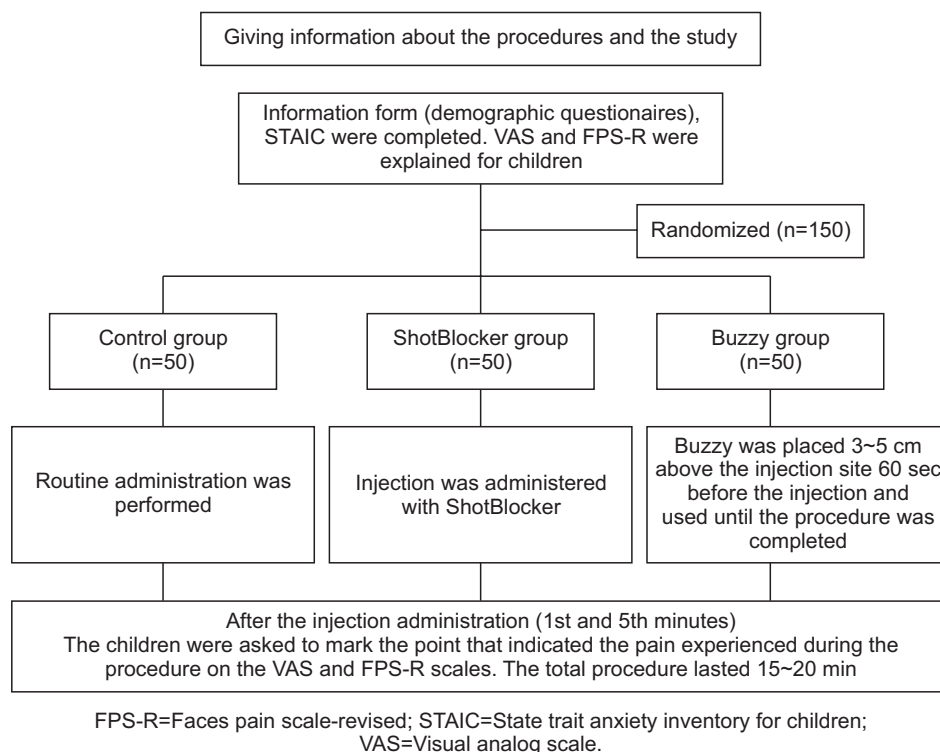 Giving information about the procedures and the study
Information form (demographic questionaires),
STAIC were completed. VAS and FPS-R were
explained for children
Randomized (n=150)
Control group
(n=50)
ShotBlocker group
(n=50)
Buzzy group
(n=50)
Routine administration was
performed
Injection was administered
with ShotBlocker
Buzzy was placed 3~5 cm
above the injection site 60 sec
before the injection and
used until the procedure was
completed
After the injection administration (1st and 5th minutes)
The children were asked to mark the point that indicated the pain experienced during the
procedure on the VAS and FPS-R scales. The total procedure lasted 15~20 min
FPS-R=Faces pain scale-revised; STAIC=State trait anxiety inventory for children;
VAS=Visual analog scale.